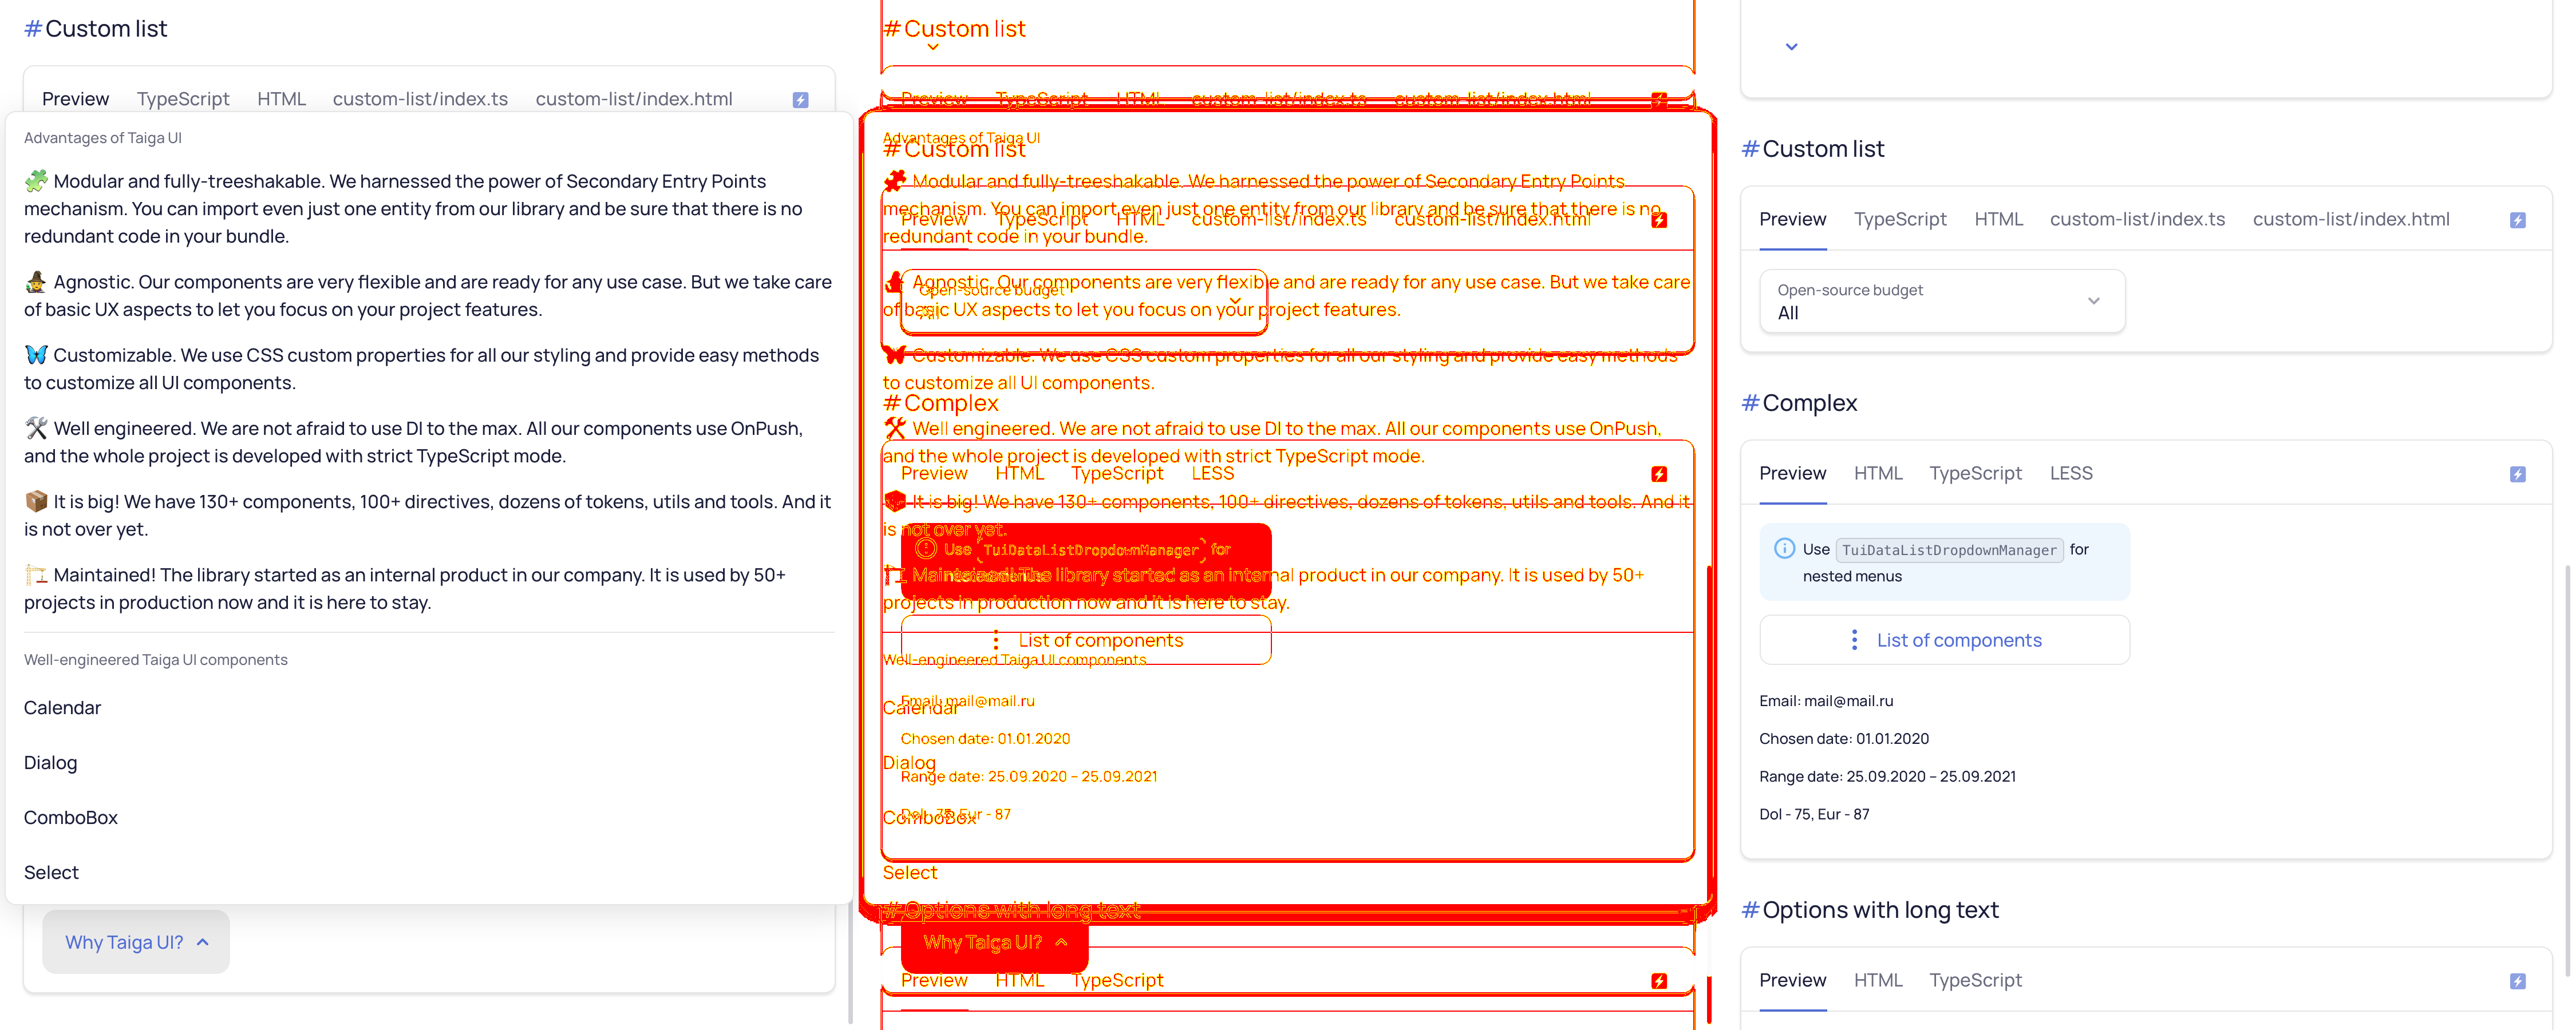 #Custom list
Preview TypeScript HTML custom-list/index.ts custom-list/index.html
Advantages of Taiga UI
Modular and fully-treeshakable. We harnessed the power of Secondary Entry Points
mechanism. You can import even just one entity from our library and be sure that there is no
redundant code in your bundle.
Agnostic. Our components are very flexible and are ready for any use case. But we take care
of basic UX aspects to let you focus on your project features.
Customizable. We use CSS custom properties for all our styling and provide easy methods
to customize all UI components.
Well engineered. We are not afraid to use DI to the max. All our components use OnPush,
and the whole project is developed with strict TypeScript mode.
It is big! We have 130+ components, 100+ directives, dozens of tokens, utils and tools. And it
is not over yet.
Maintained! The library started as an internal product in our company. It is used by 50+
projects in production now and it is here to stay.
Well-engineered Taiga UI components
Calendar
Dialog
ComboBox
Select
Why Taiga UI?
#Custom list
Preview TypeScript HTML custom-list/index.ts custom-list/index.html
Advantages of Taiga UI
#Custom list
Modular and fully-treeshakable. We harnessed the power of Secondary Entry Points
mechanism. You can import even just one entity from our library and be sure that there is no
Preview TypeScript HTML custom-list/index.ts custom-list/index.html
redundant code in your bundle.
Agnostic. Our components are very flexible and are ready for any use case. But we take care
Open-source budget
of basic UX aspects to let you focus on your project features.
All
Customizable. We use CSS custom properties for all our styling and provide easy methods
to customize all UI components.
#Complex
Well engineered. We are not afraid to use DI to the max. All our components use OnPush,
and the whole project is developed with strict TypeScript mode.
Preview HTML TypeScript LESS
It is big! We have 130+ components, 100+ directives, dozens of tokens, utils and tools. And it
is not over yet.
Use TuiDataListDropdownManager for
Maintained! The library started as an internal product in our company. It is used by 50+
nested menus
projects in production now and it is here to stay.
List of components
Well-engineered Taiga UI components
Email: mail@mail.ru
Calendar
Chosen date: 01.01.2020
Dialog
Range date: 25.09.2020 – 25.09.2021
Dol - 75, Eur - 87
ComboBox
Select
#Options with long text
Why Taiga UI?
Preview HTML TypeScript
#Custom list
Preview TypeScript HTML custom-list/index.ts custom-list/index.html
Open-source budget
All
#Complex
Preview HTML TypeScript LESS
Use TuiDataListDropdownManager for
nested menus
List of components
Email: mail@mail.ru
Chosen date: 01.01.2020
Range date: 25.09.2020 – 25.09.2021
Dol - 75, Eur - 87
#Options with long text
Preview HTML TypeScript